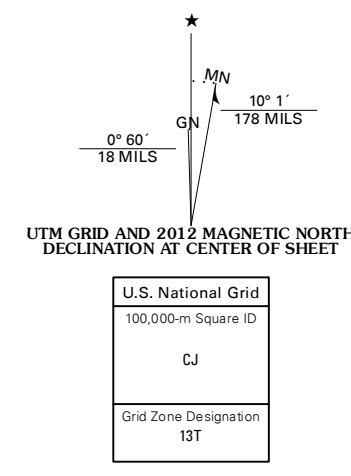 ★
MN
GN
10° 1´
178 MILS
0° 60´
18 MILS
UTM GRID AND 2012 MAGNETIC NORTH
DECLINATION AT CENTER OF SHEET
U.S. National Grid
100,000-m Square ID
CJ
Grid Zone Designation
13T